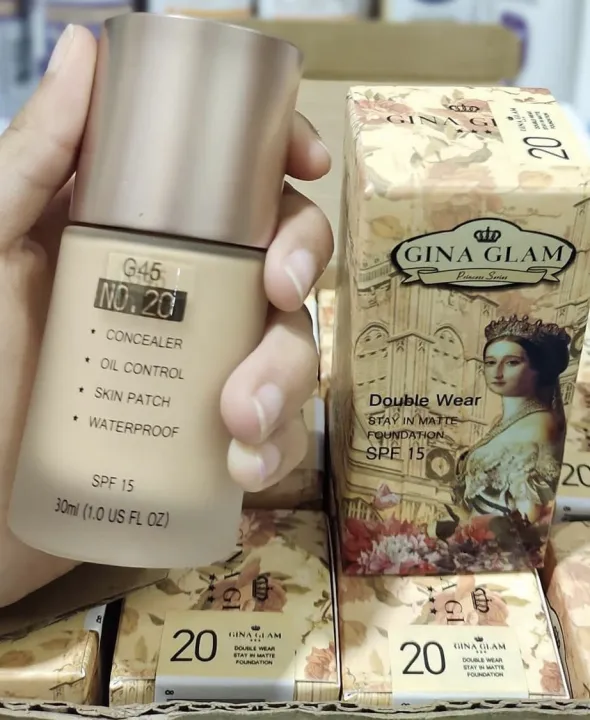 G45
NO. 20
* CONCEALER
* OIL CONTROL
* SKIN PATCH
* WATERPROOF
SPF 15
30ml (1.0 US FL OZ)
GINA GL
20
GINA GLAM
Princess Series
Double Wear
STAY IN MATTE
FOUNDATION
SPF 15
20
GINA GL
20
GINA GLAM
DOUBLE WEAR
STAY IN MATTE
FOUNDATION
20
GINA GLAM
DOUBLE WEAR
STAY IN MATTE
FOUNDATION